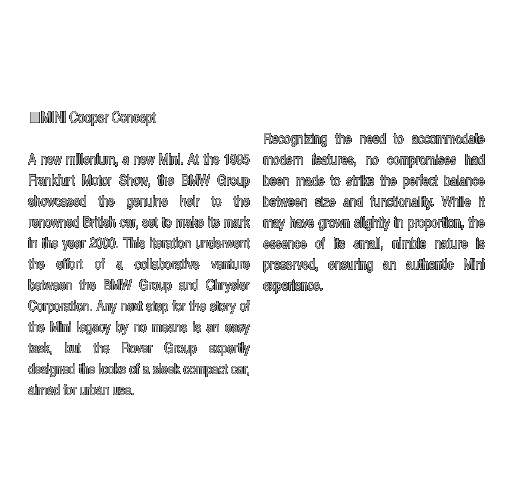 ■MINI Cooper Concept
A new millenium, a new Mini. At the 1995
Frankfurt Motor Show, the BMW Group
showcased the genuine heir to the
renowned British car, set to make its mark
in the year 2000. This iteration underwent
the effort of a collaborative venture
between the BMW Group and Chrysler
Corporation. Any next step for the story of
the Mini legacy by no means is an easy
task, but the Rover Group expertly
designed the looks of a sleek compact car,
aimed for urban use.
Recognizing the need to accommodate
modern features, no compromises had
been made to strike the perfect balance
between size and functionality. While it
may have grown slightly in proportion, the
essence of its small, nimble nature is
preserved, ensuring an authentic Mini
experience.